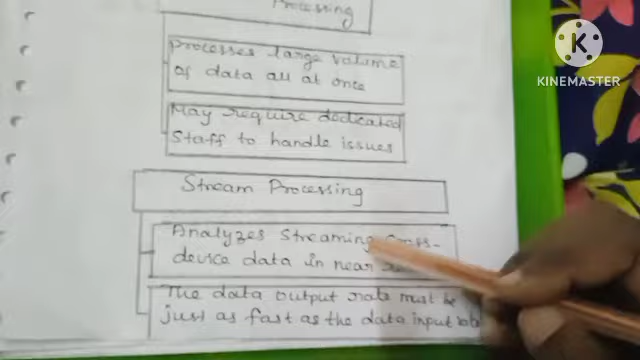 Processing
KINEMASTER
Processes large volume
of data all at once
May require dedicated
Staff to handle issues
Stream Processing
Analyzes Streaming
device data in near
The data output rate must be
just as fast as the data input